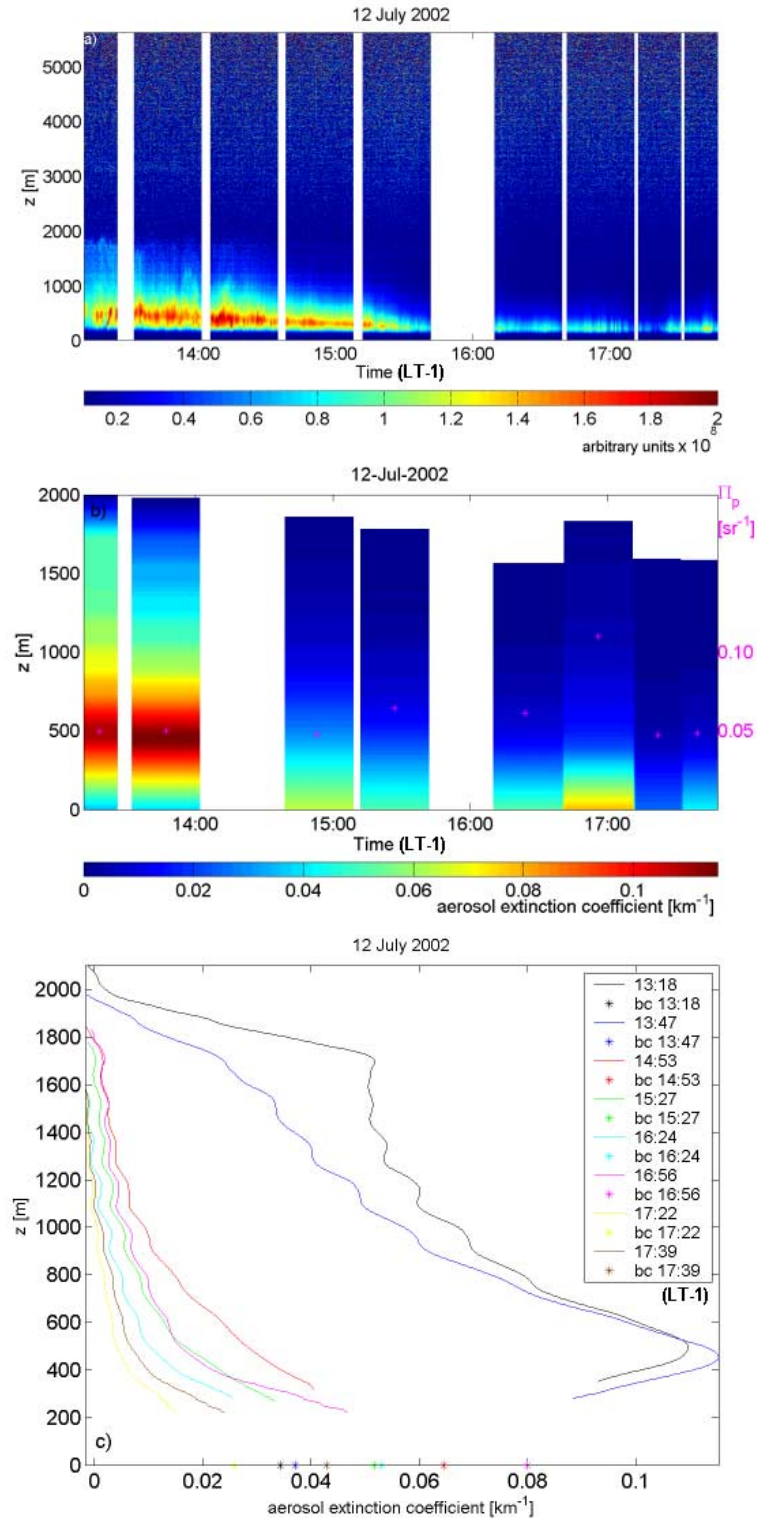 12 July 2002
a)
5000
4000
3000
2000
1000
0
z [m]
14:00 15:00 16:00 17:00
Time (LT-1)
0.2 0.4 0.6 0.8 1 1.2 1.4 1.6 1.8 2
8
arbitrary units x 10
12-Jul-2002
b)
2000
1500
1000
500
0
z [m]
Πp
[sr-1]
0.10
0.05
14:00 15:00 16:00 17:00
Time (LT-1)
0 0.02 0.04 0.06 0.08 0.1
aerosol extinction coefficient [km-1]
12 July 2002
2000
1800
1600
1400
1200
1000
800
600
400
200
0
z [m]
13:18
bc 13:18
13:47
bc 13:47
14:53
bc 14:53
15:27
bc 15:27
16:24
bc 16:24
16:56
bc 16:56
17:22
bc 17:22
17:39
bc 17:39
(LT-1)
c)
0 0.02 0.04 0.06 0.08 0.1
aerosol extinction coefficient [km-1]